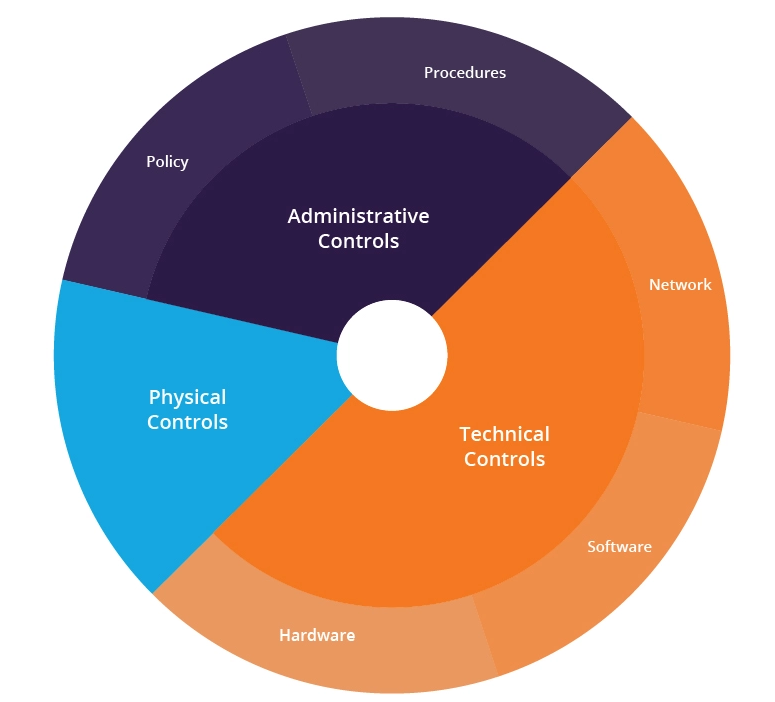 Procedures
Policy
Administrative
Controls
Network
Physical
Controls
Technical
Controls
Software
Hardware